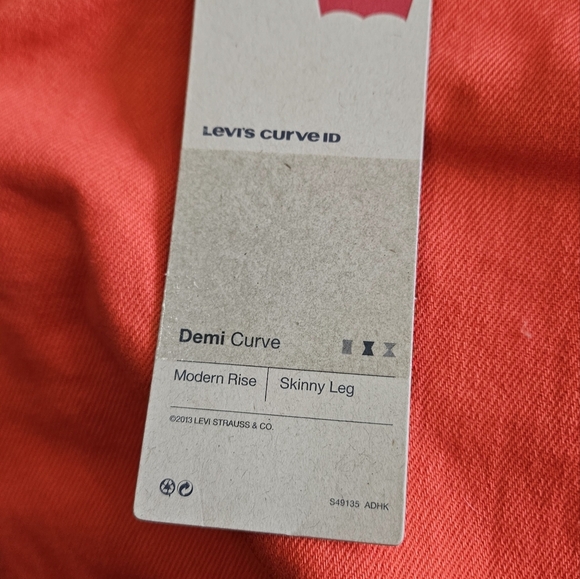 Levi's curve ID
Demi Curve
Modern Rise | Skinny Leg
©2013 LEVI STRAUSS & CO.
S49135 ADHK